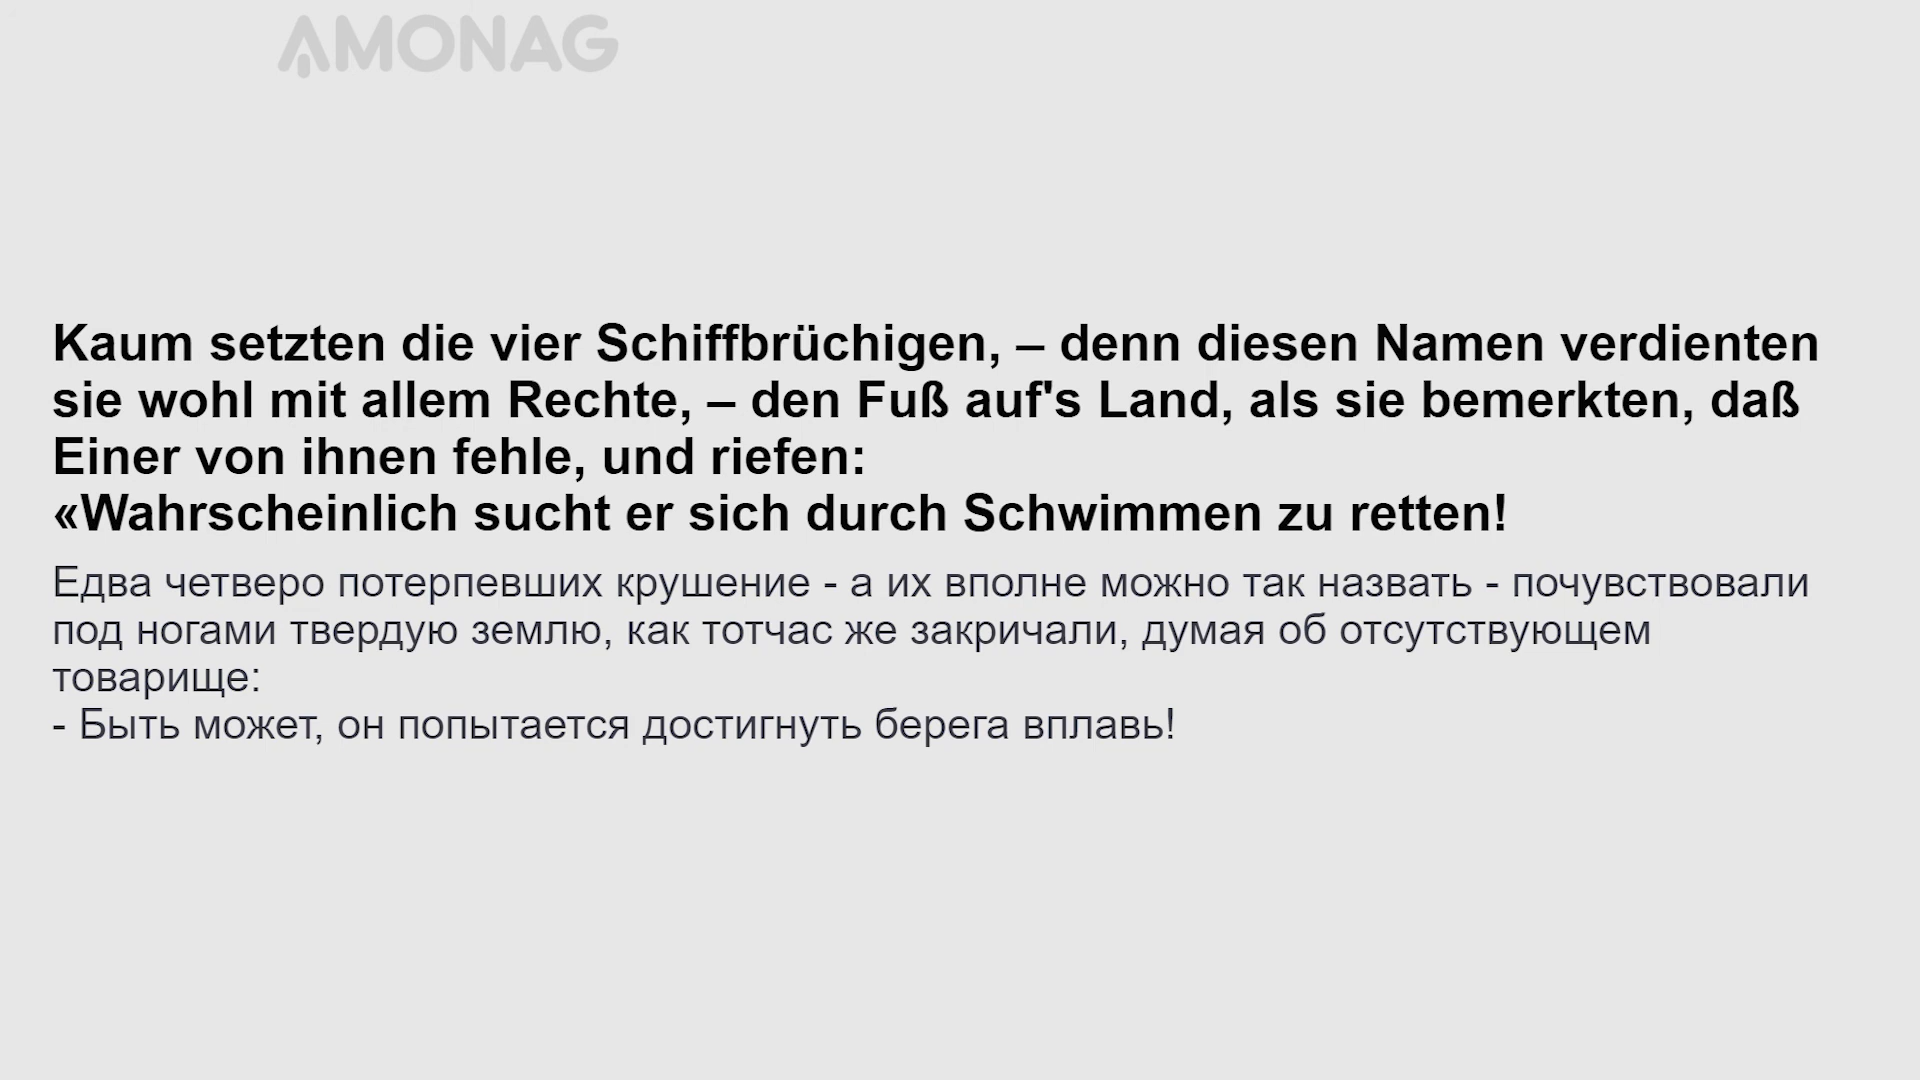 AMONAG
Kaum setzten die vier Schiffbrüchigen, – denn diesen Namen verdienten
sie wohl mit allem Rechte, – den Fuß auf's Land, als sie bemerkten, daß
Einer von ihnen fehle, und riefen:
«Wahrscheinlich sucht er sich durch Schwimmen zu retten!
Едва четверо потерпевших крушение - а их вполне можно так назвать - почувствовали
под ногами твердую землю, как тотчас же закричали, думая об отсутствующем
товарище:
- Быть может, он попытается достигнуть берега вплавь!